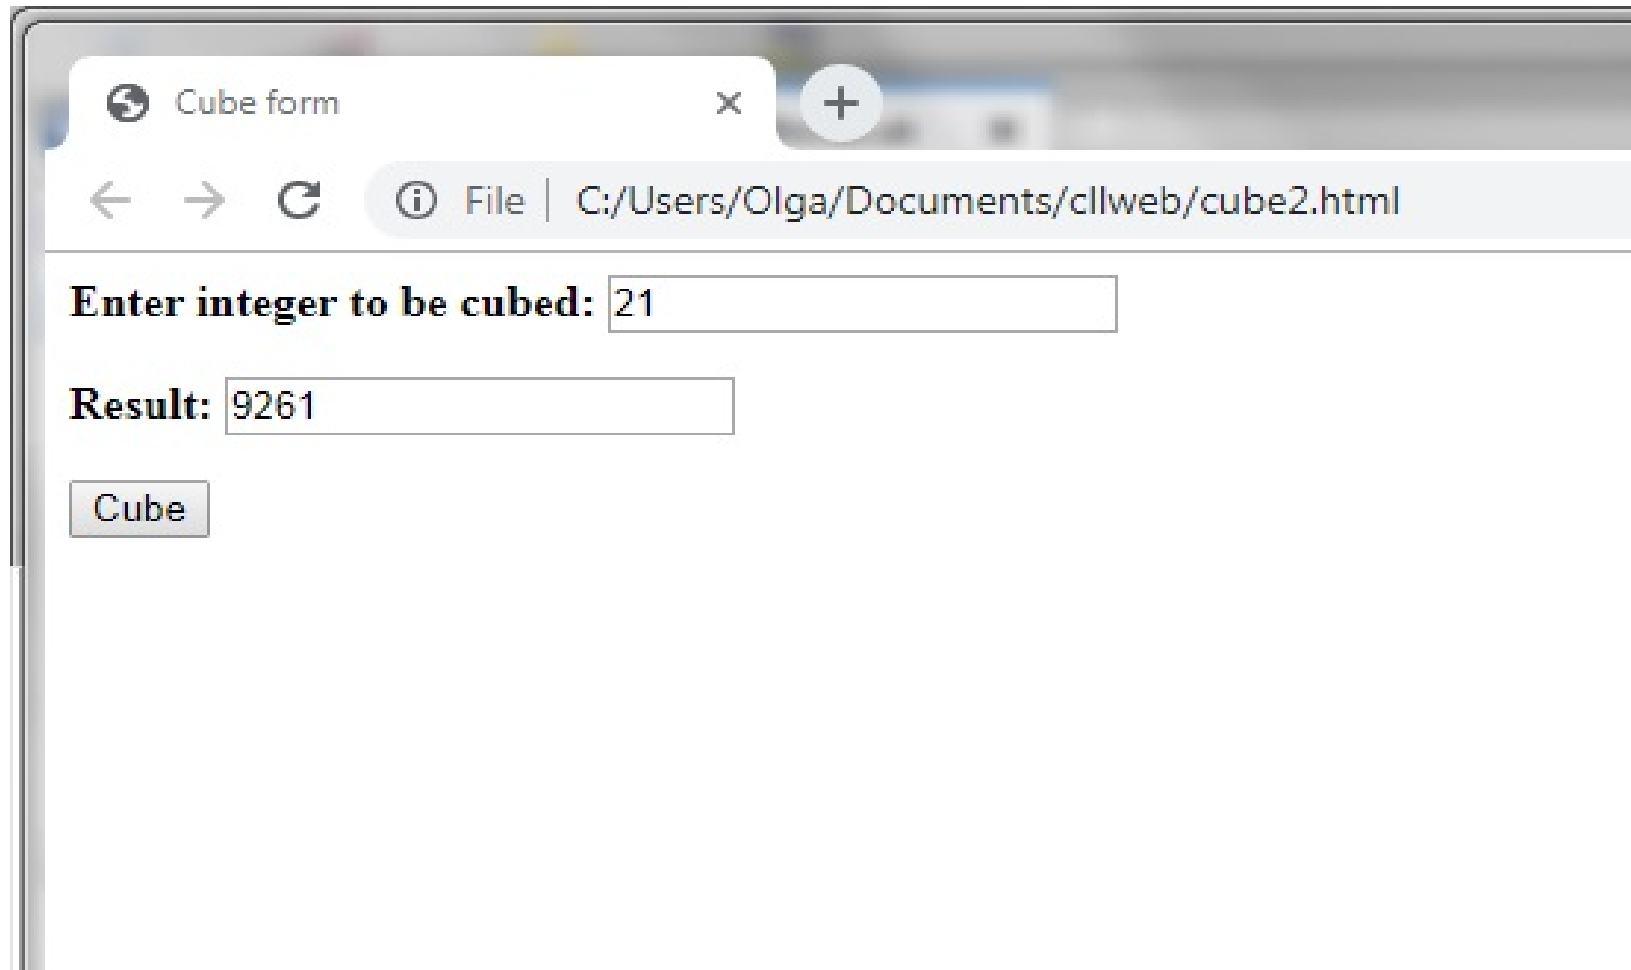 Cube form
File | C:/Users/Olga/Documents/cllweb/cube2.html
Enter integer to be cubed: 21
Result: 9261
Cube